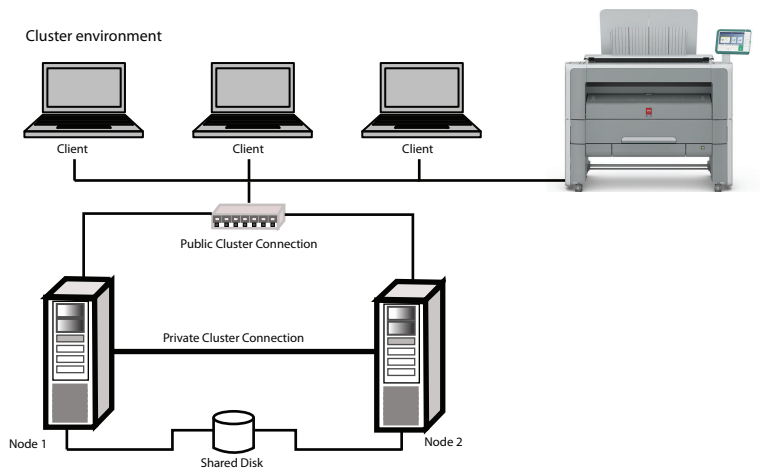 Cluster environment
Client
Client
Client
Public Cluster Connection
Private Cluster Connection
Node 1
Node 2
Shared Disk